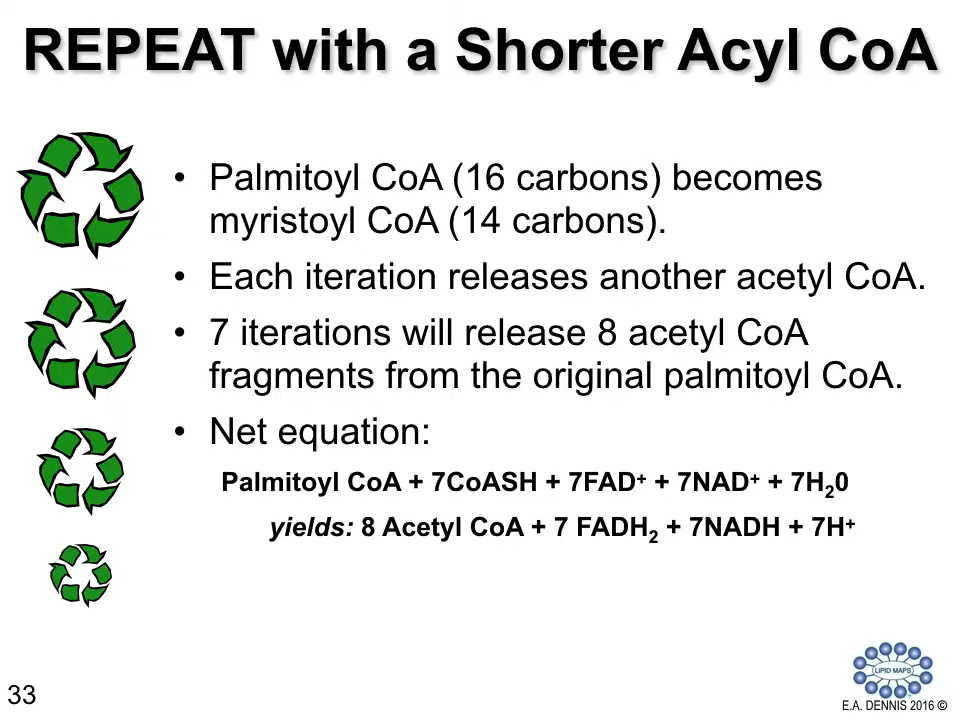 REPEAT with a Shorter Acyl CoA
• Palmitoyl CoA (16 carbons) becomes
myristoyl CoA (14 carbons).
• Each iteration releases another acetyl CoA.
• 7 iterations will release 8 acetyl CoA
fragments from the original palmitoyl CoA.
• Net equation:
Palmitoyl CoA + 7CoASH + 7FAD⁺ + 7NAD⁺ + 7H₂0
yields: 8 Acetyl CoA + 7 FADH₂ + 7NADH + 7H⁺
LIPID MAPS
33
E.A. DENNIS 2016 ©